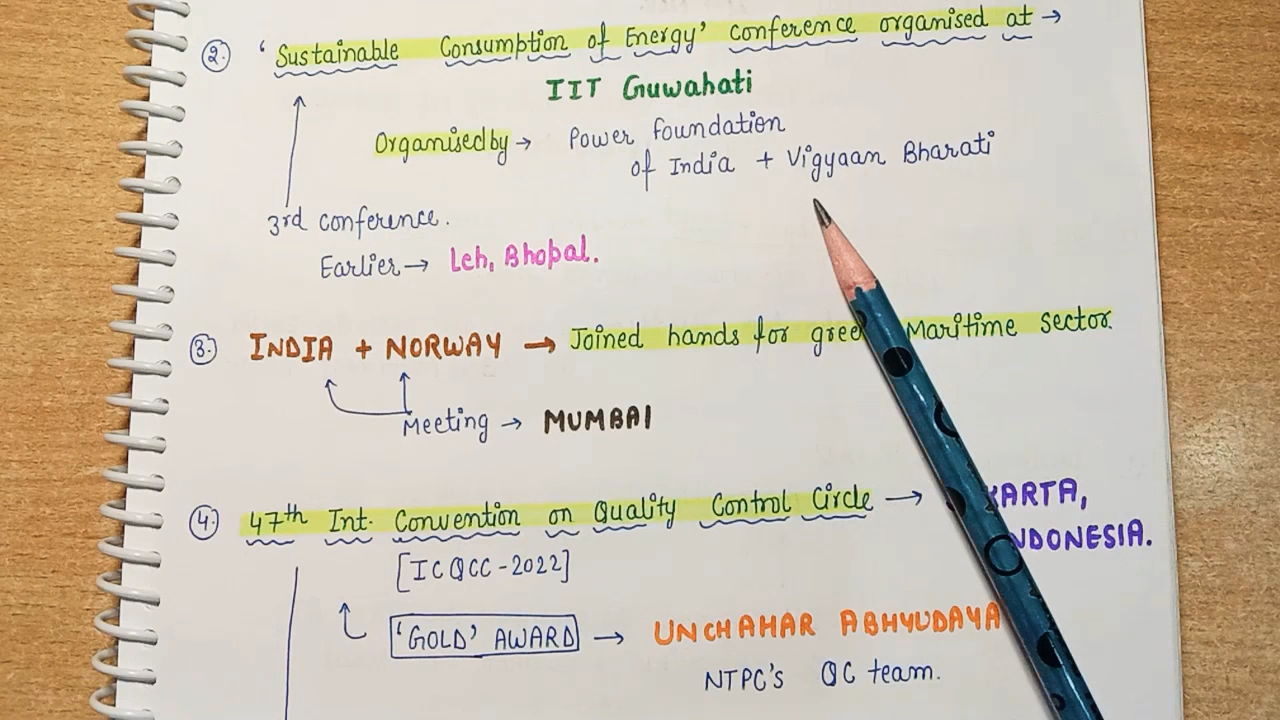 2. 'Sustainable Consumption of Energy' conference organised at →
IIT Guwahati
Organised by → Power foundation
of India + Vigyaan Bharati
3rd conference.
Earlier → Leh, Bhopal.
3. INDIA + NORWAY → Joined hands for gree Maritime sector.
Meeting → MUMBAI
4. 47th Int. Convention on Quality Control Circle → KARTA,
NDONESIA.
[ICQCC-2022]
'GOLD' AWARD → UNCHAHAR ABHYUDAYA
NTPC's QC team.